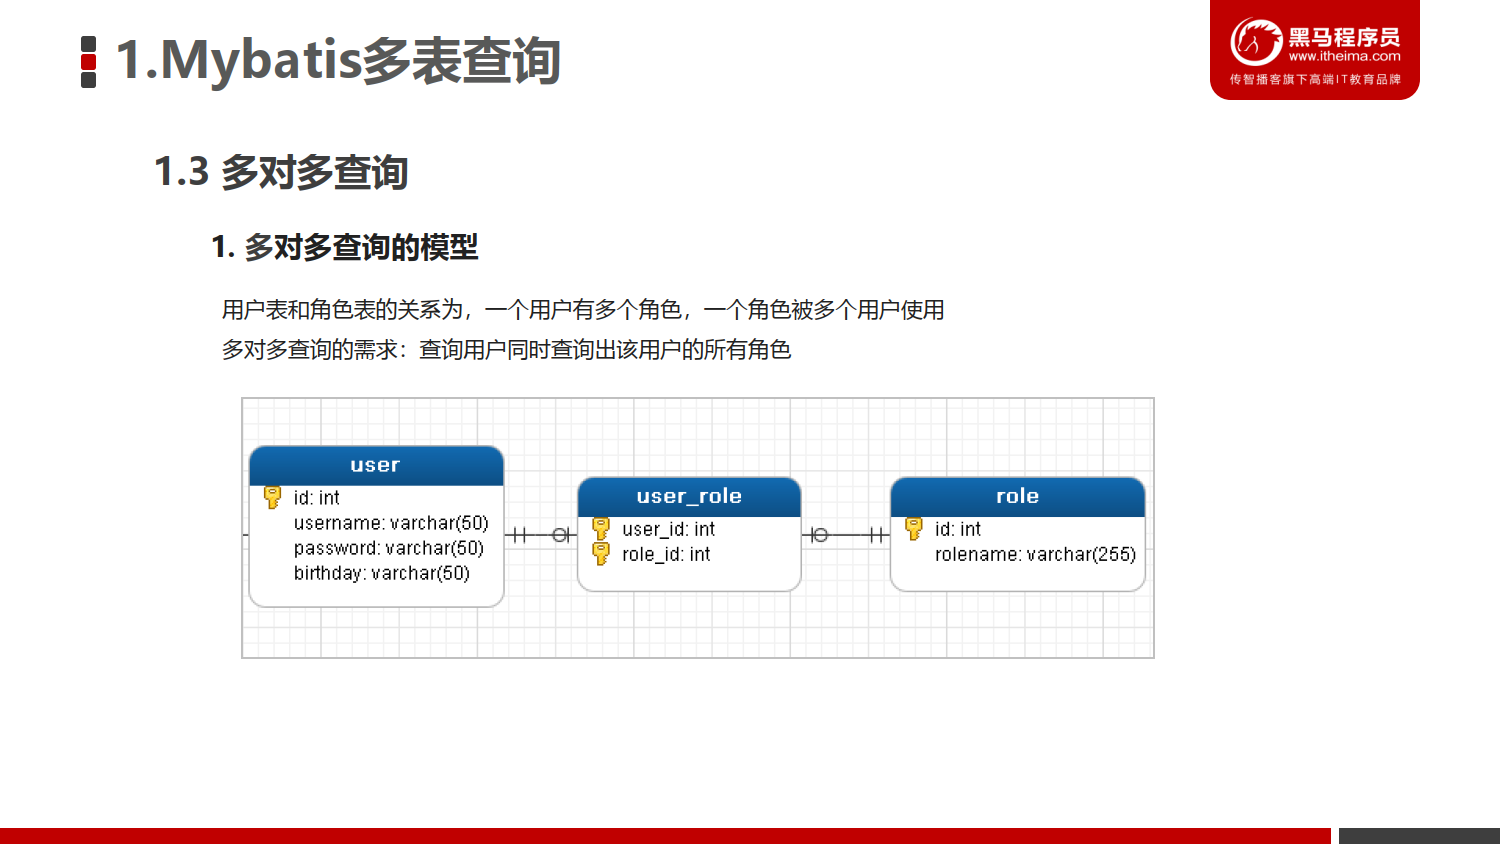 1.Mybatis多表查询
黑马程序员
www.itheima.com
传智播客旗下高端IT教育品牌
1.3 多对多查询
1. 多对多查询的模型
用户表和角色表的关系为，一个用户有多个角色，一个角色被多个用户使用
多对多查询的需求：查询用户同时查询出该用户的所有角色
user
id: int
username: varchar(50)
password: varchar(50)
birthday: varchar(50)
user_role
user_id: int
role_id: int
role
id: int
rolename: varchar(255)